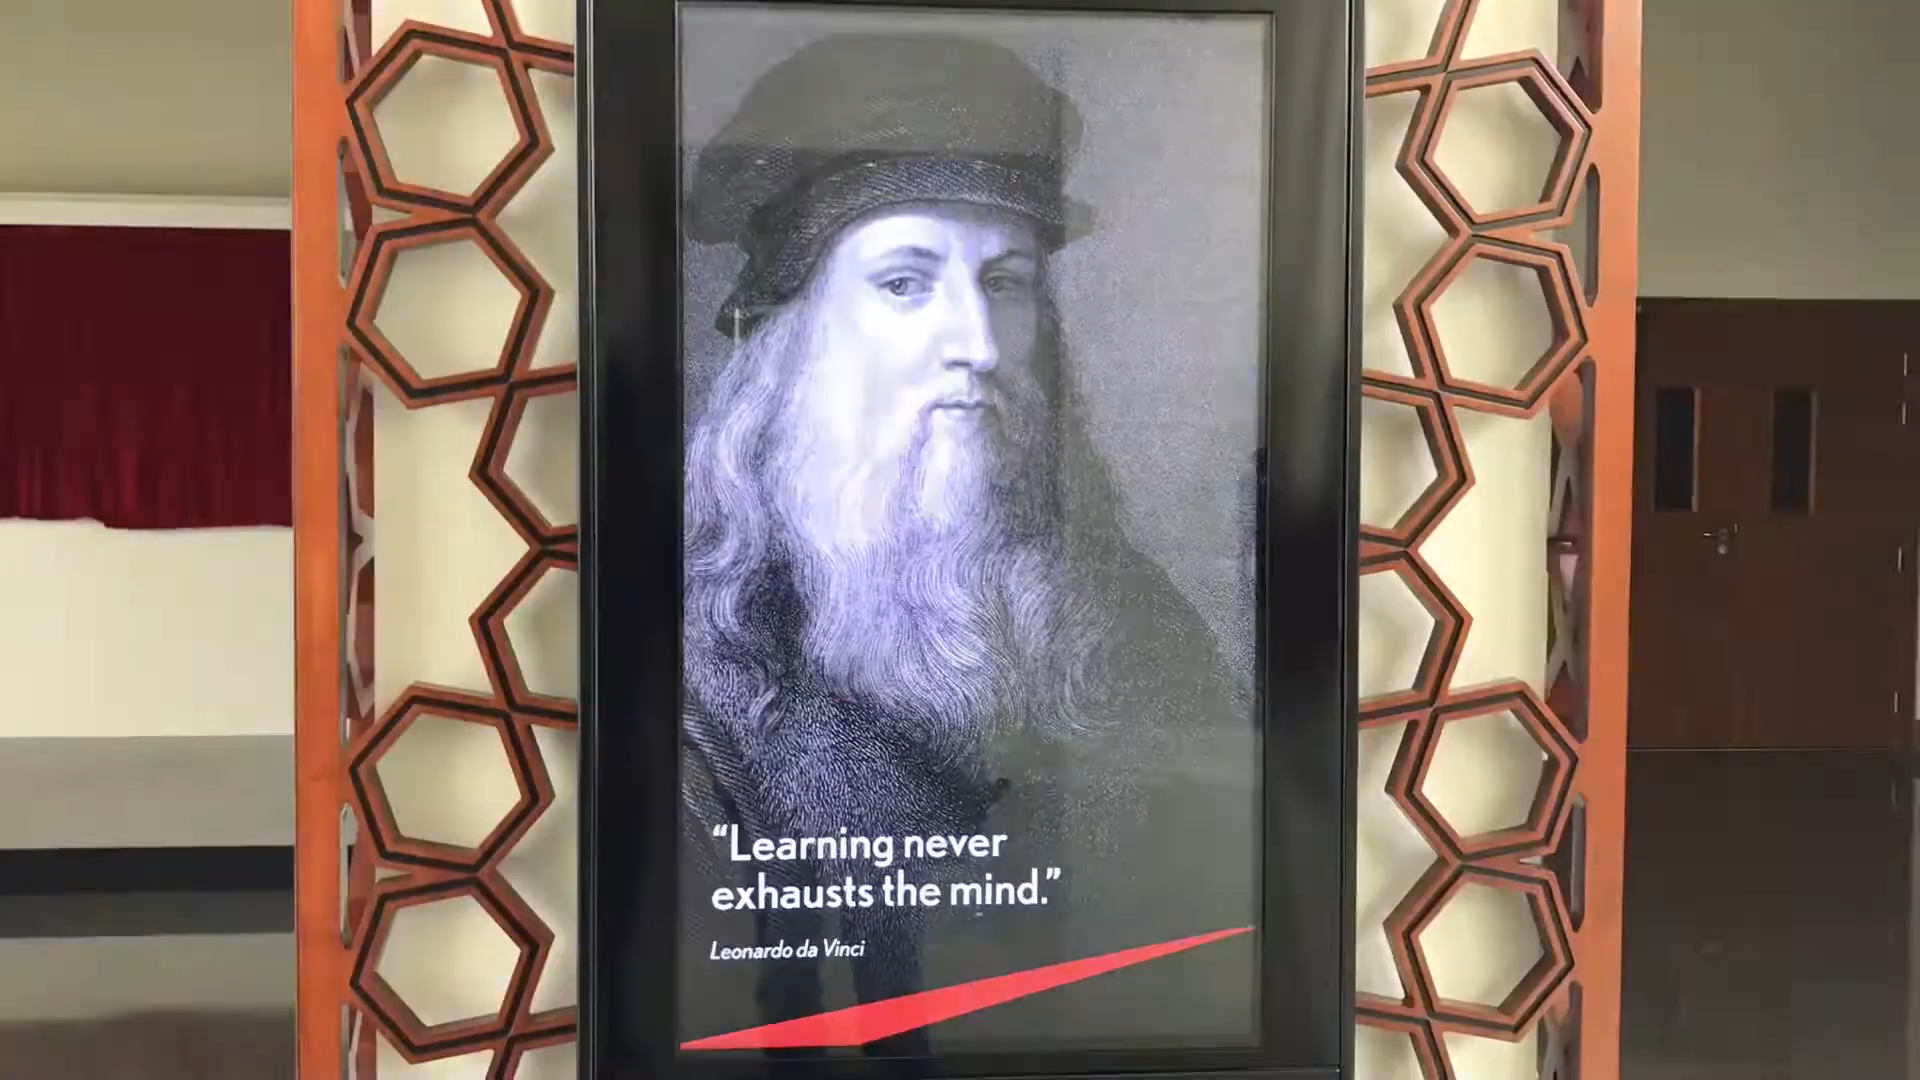 “Learning never
exhausts the mind.”
Leonardo da Vinci